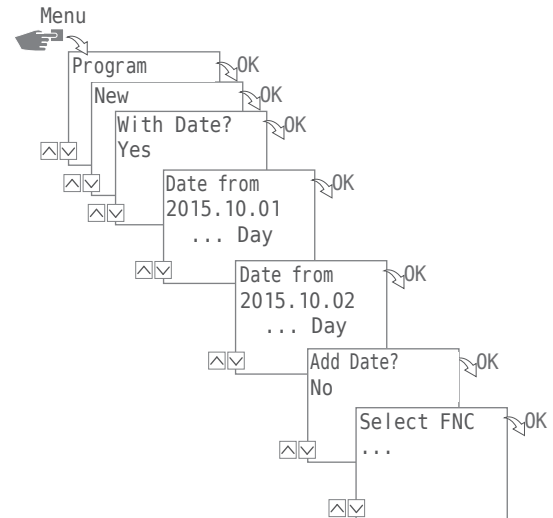 Menu
Program
OK
New
OK
With Date?
OK
Yes
Date from
OK
2015.10.01
... Day
Date from
OK
2015.10.02
... Day
Add Date?
OK
No
Select FNC
OK
...